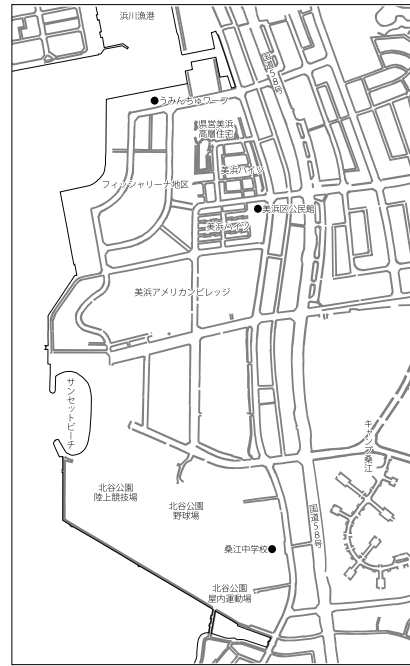 浜川漁港
国道58号
うみんちゅワーフ
県営美浜
高層住宅
美浜ハイツ
フィッシャリーナ地区
美浜区公民館
美浜ハイツ
美浜アメリカンビレッジ
サンセットビーチ
キャンプ桑江
北谷公園
陸上競技場
北谷公園
野球場
国道58号
桑江中学校
北谷公園
屋内運動場